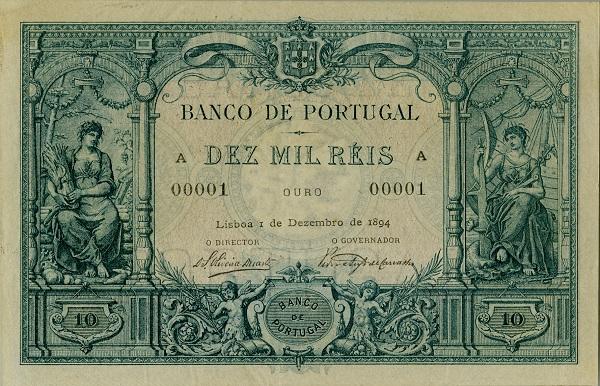 BANCO DE PORTUGAL
A DEZ MIL RÉIS A
00001 OURO 00001
Lisboa 1 de Dezembro de 1894
O DIRECTOR O GOVERNADOR
BANCO
DE
PORTUGAL
10 10